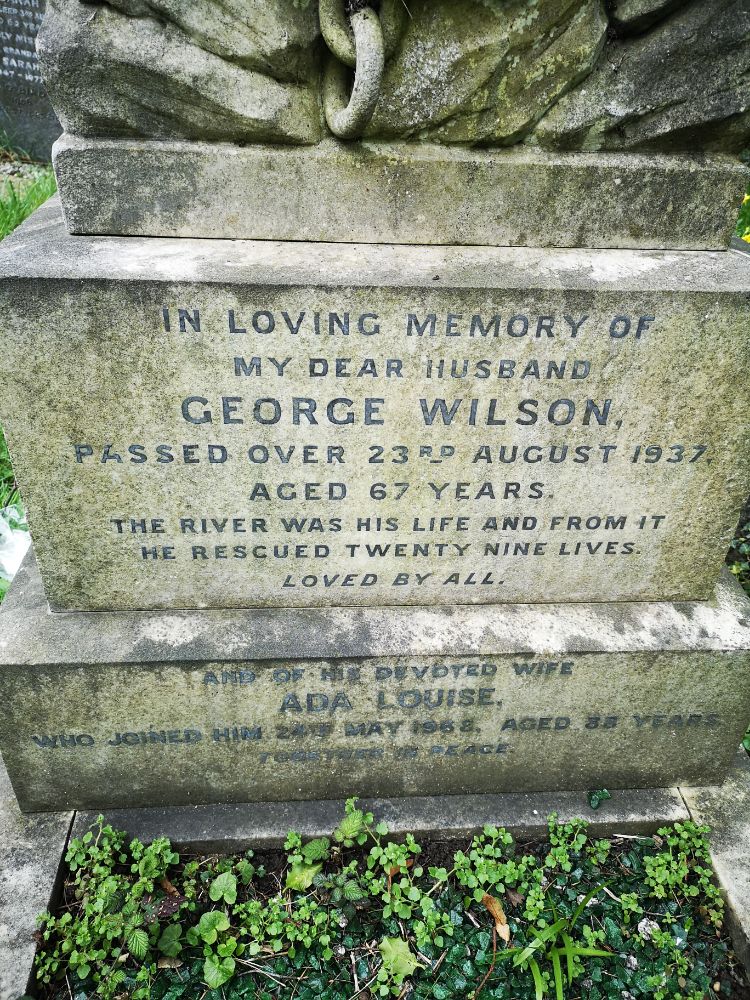 IN LOVING MEMORY OF
MY DEAR HUSBAND
GEORGE WILSON,
PASSED OVER 23RD AUGUST 1937,
AGED 67 YEARS.
THE RIVER WAS HIS LIFE AND FROM IT
HE RESCUED TWENTY NINE LIVES.
LOVED BY ALL.
AND OF HIS DEVOTED WIFE
ADA LOUISE,
WHO JOINED HIM 24TH MAY 1962, AGED 88 YEARS
TOGETHER IN PEACE